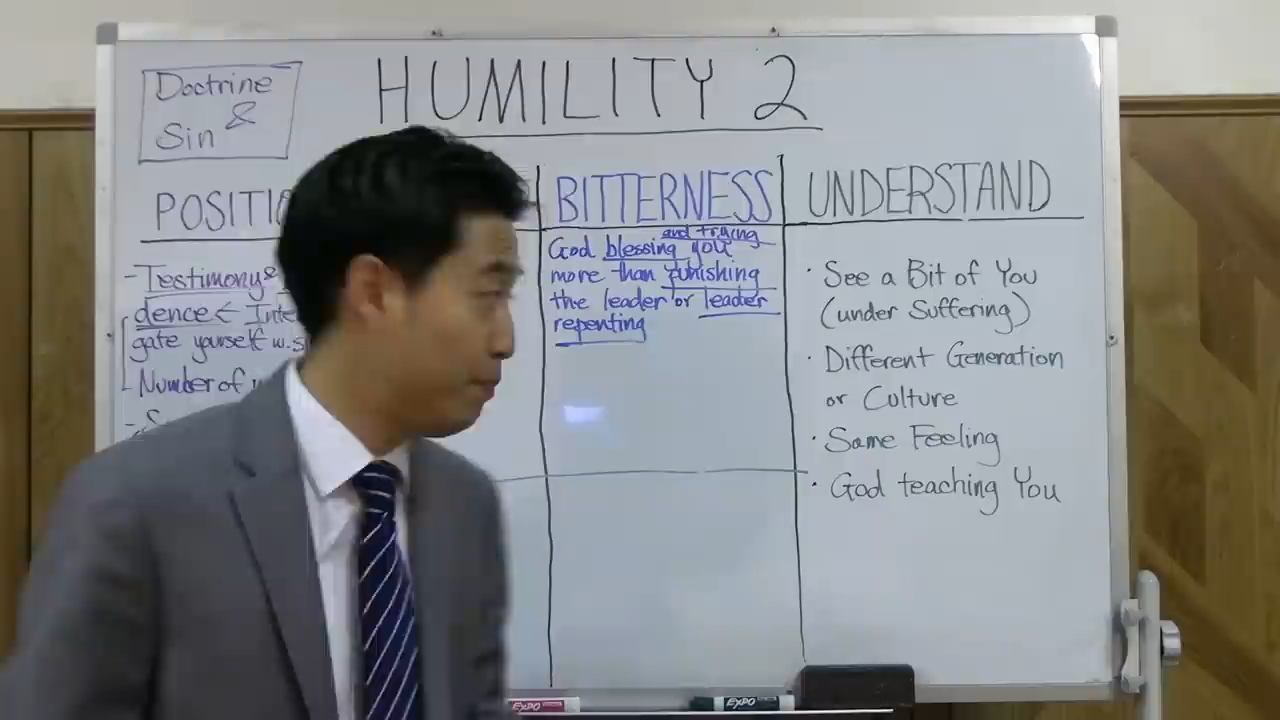 Doctrine
&
Sin
HUMILITY 2
POSITI
BITTERNESS
UNDERSTAND
- Testimony &
dence ← Inte
gate yourself w.s
- Number of
and trying
God blessing you
more than punishing
the leader or leader
repenting
· See a Bit of You
(under Suffering)
· Different Generation
or Culture
· Same Feeling
· God teaching You
EXPO
EXPO